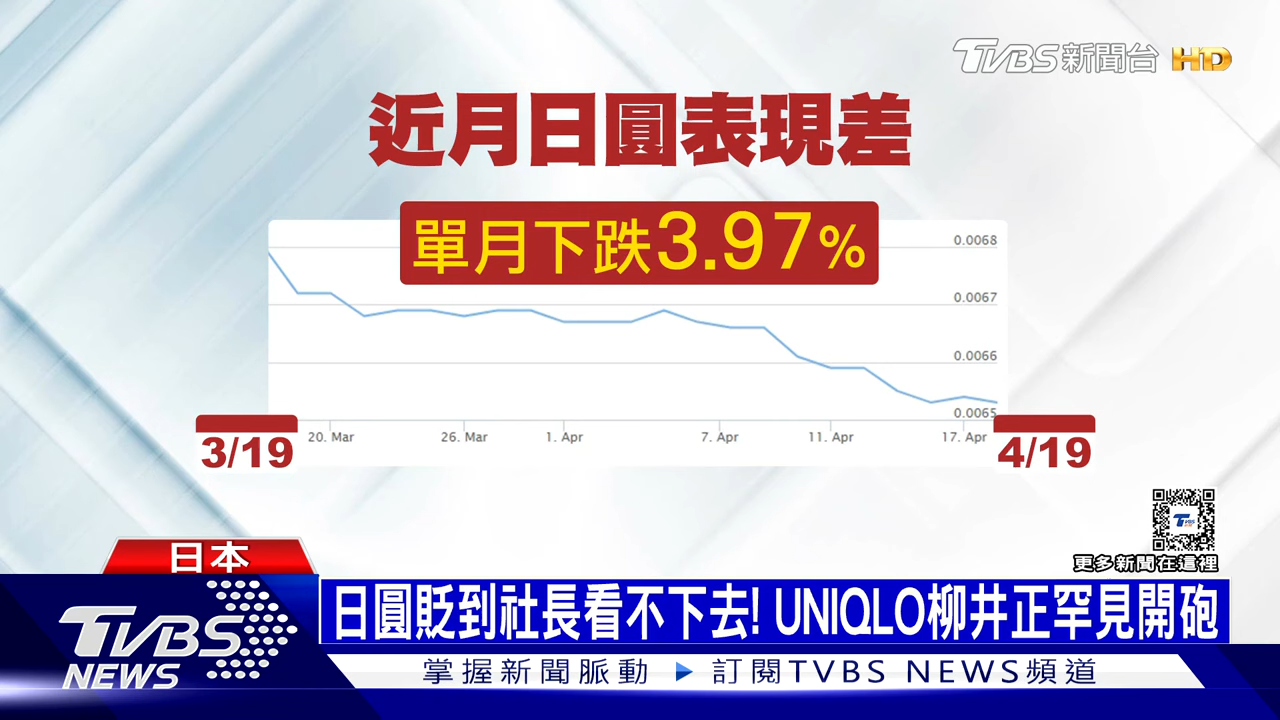 TVBS新聞台 HD
近月日圓表現差
單月下跌3.97%
0.0068
0.0067
0.0066
0.0065
20. Mar 26. Mar 1. Apr 7. Apr 11. Apr 17. Apr
3/19 4/19
TVBS
更多新聞在這裡
日本
日圓貶到社長看不下去! UNIQLO柳井正罕見開砲
TVBS NEWS
掌握新聞脈動 ▶ 訂閱TVBS NEWS頻道